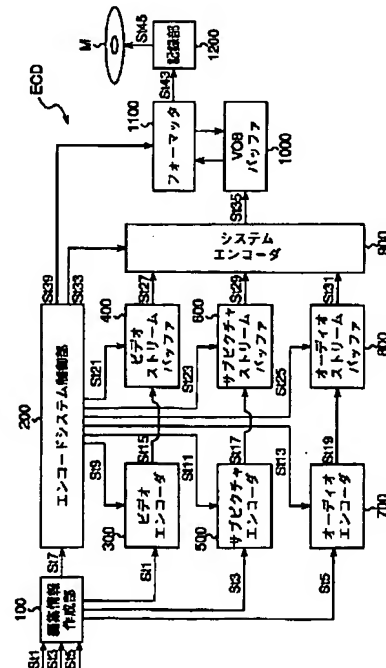 St1
St3
St5
100
編集情報
作成部
St7
200
エンコードシステム制御部
St39
St33
ECD
St9
St21
St11
St23
St13
St25
300
ビデオ
エンコーダ
St1
St15
400
ビデオ
ストリーム
バッファ
St27
500
サブピクチャ
エンコーダ
St3
St17
600
サブピクチャ
ストリーム
バッファ
St29
700
オーディオ
エンコーダ
St5
St19
800
オーディオ
ストリーム
バッファ
St31
900
システム
エンコーダ
St35
1000
VOB
バッファ
1100
フォーマッタ
St43
1200
記録部
St45
M